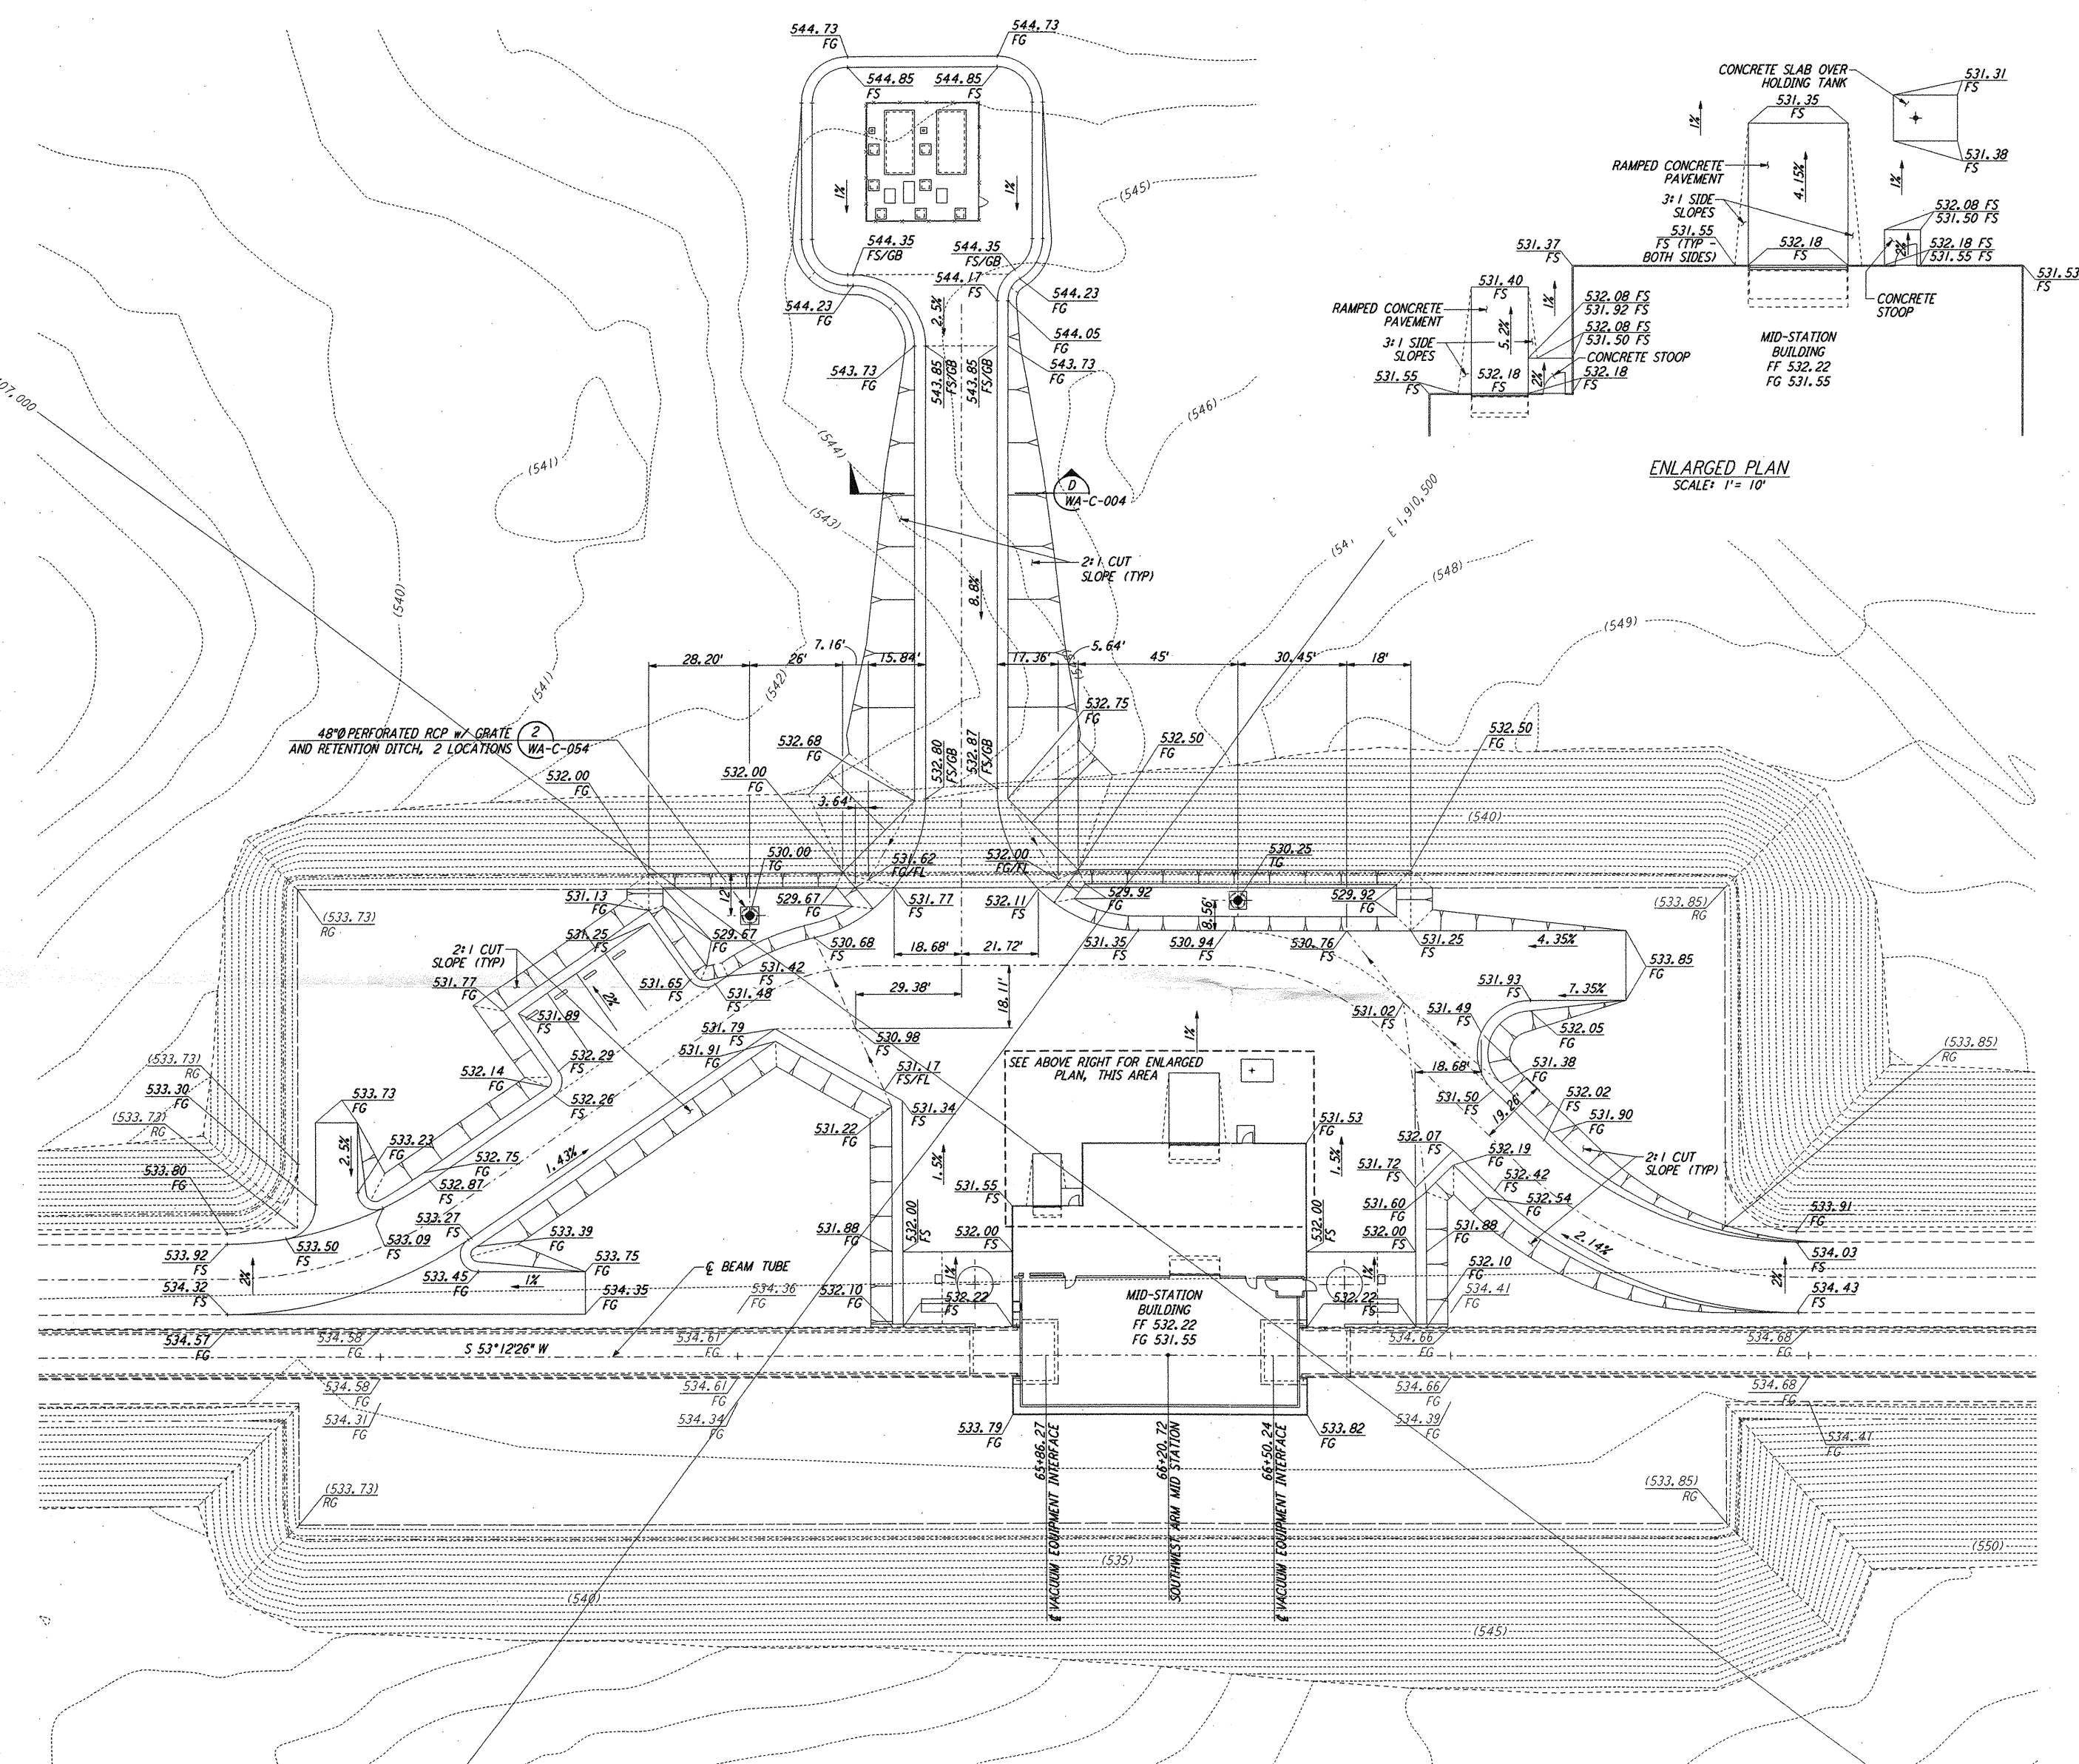 544.73
FG
544.73
FG
544.85
FS
544.85
FS
1%
1%
(545)
544.35
FS/GB
544.35
FS/GB
544.17
FS
544.23
FG
544.23
FG
2.5%
544.05
FG
543.73
FG
543.85
FS/GB
543.85
FS/GB
543.73
FG
(546)
(544)
(541)
(543)
D
WA-C-004
E 1,910,500
2:1 CUT
SLOPE (TYP)
8.8%
(540)
(548)
(549)
CONCRETE SLAB OVER
HOLDING TANK
531.31
FS
531.35
FS
1%
531.38
FS
RAMPED CONCRETE
PAVEMENT
4.15%
1%
3:1 SIDE
SLOPES
532.08 FS
531.50 FS
531.55
FS (TYP -
BOTH SIDES)
531.37
FS
532.18
FS
2%
532.18 FS
531.55 FS
531.53
FS
531.40
FS
1%
CONCRETE
STOOP
RAMPED CONCRETE
PAVEMENT
532.08 FS
531.92 FS
5.2%
532.08 FS
531.50 FS
3:1 SIDE
SLOPES
CONCRETE STOOP
MID-STATION
BUILDING
FF 532.22
FG 531.55
531.55
FS
532.18
FS
2%
532.18
FS
ENLARGED PLAN
SCALE: 1'= 10'
28.20'
26'
7.16'
15.84'
17.36'
5.64'
45'
30.45'
18'
(541)
(542)
48"Ø PERFORATED RCP w/ GRATE
AND RETENTION DITCH, 2 LOCATIONS
2
WA-C-054
532.68
FG
532.75
FG
532.50
FG
532.50
FG
532.80
FS/GB
532.87
FS/GB
532.00
FG
532.00
FG
3.64'
(540)
530.00
TG
531.62
FG/FL
532.00
FG/FL
530.25
TG
531.13
FG
12'
529.67
FG
531.77
FS
532.11
FS
529.92
FG
529.92
FG
8.56'
(533.73)
RG
(533.85)
RG
531.25
FS
529.67
FG
530.68
FS
18.68'
21.72'
531.35
FS
530.94
FS
530.76
FS
531.25
FS
4.35%
2:1 CUT
SLOPE (TYP)
531.77
FG
531.65
FS
531.42
FS
531.48
FS
2%
29.38'
18.11'
533.85
FG
531.93
FS
7.35%
531.89
FS
531.79
FS
530.98
FS
531.02
FS
531.49
FS
532.05
FG
(533.73)
RG
532.29
FS
531.91
FG
531.17
FS/FL
1%
SEE ABOVE RIGHT FOR ENLARGED
PLAN, THIS AREA
531.38
FG
(533.85)
RG
533.30
FG
532.14
FG
533.73
FG
532.26
FS
18.68'
531.50
FS
532.02
FS
(533.73)
RG
531.34
FS
531.22
FG
531.53
FS
19.26'
531.90
FG
533.23
FG
2.5%
1.43%
532.07
FS
532.19
FG
2:1 CUT
SLOPE (TYP)
533.80
FG
532.75
FG
532.87
FS
1.5%
1.5%
531.72
FS
532.42
FS
531.55
FS
531.60
FG
532.54
FG
533.27
FS
533.39
FG
531.88
FG
532.00
FS
532.00
FS
532.00
FS
532.00
FS
531.88
FG
533.91
FG
533.92
FS
533.50
FS
533.09
FS
2.14%
534.03
FS
2%
533.45
FG
533.75
FG
1%
℄ BEAM TUBE
1%
1%
532.10
FG
2%
534.32
FS
534.35
FG
534.36
FG
532.10
FG
532.22
FS
532.22
FS
534.41
FG
534.43
FS
MID-STATION
BUILDING
FF 532.22
FG 531.55
534.57
FG
534.58
FG
S 53°12'26" W
534.61
FG
534.66
FG
534.68
FG
534.58
FG
534.61
FG
534.66
FG
534.68
FG
534.31
FG
534.34
FG
533.79
FG
533.82
FG
534.39
FG
534.41
FG
65+86.27
℄ VACUUM EQUIPMENT INTERFACE
66+20.72
SOUTHWEST ARM MID STATION
66+50.24
℄ VACUUM EQUIPMENT INTERFACE
(533.73)
RG
(533.85)
RG
(535)
(550)
(540)
(545)